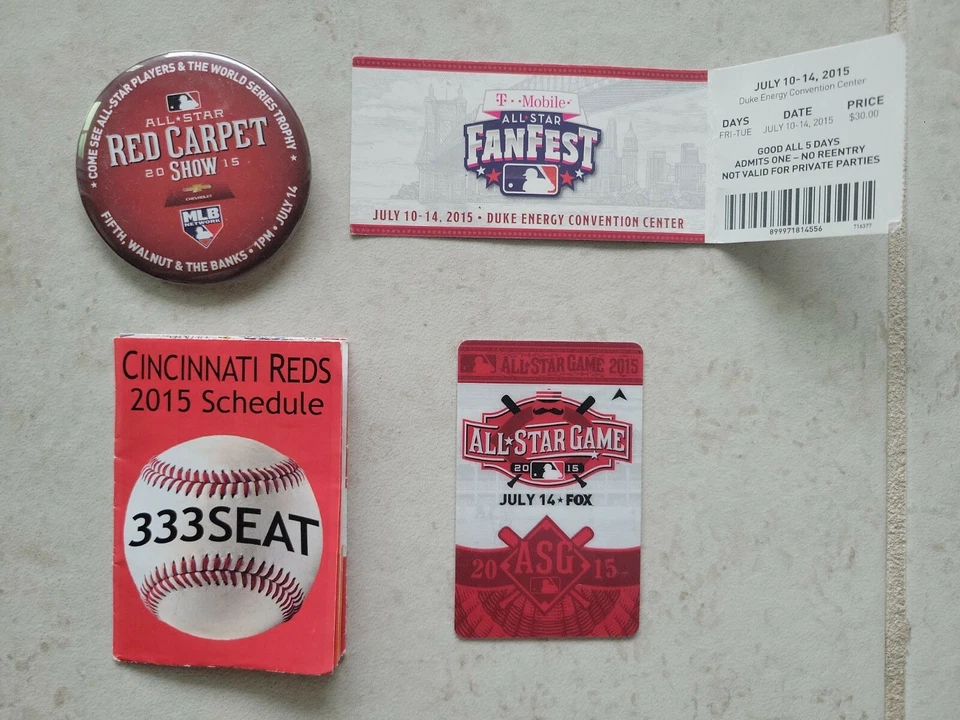 COME SEE ALL-STAR PLAYERS & THE WORLD SERIES TROPHY
ALL★STAR
RED CARPET
SHOW
20 15
CHEVROLET
MLB
NETWORK
FIFTH, WALNUT & THE BANKS • 1PM • JULY 14
T··Mobile·
ALL★STAR
FANFEST
JULY 10-14, 2015 • DUKE ENERGY CONVENTION CENTER
JULY 10-14, 2015
Duke Energy Convention Center
DAYS DATE PRICE
FRI-TUE JULY 10-14, 2015 $30.00
GOOD ALL 5 DAYS
ADMITS ONE – NO REENTRY
NOT VALID FOR PRIVATE PARTIES
899971814556
714377
CINCINNATI REDS
2015 Schedule
333SEAT
ALL★STAR GAME 2015
ALL★STAR GAME
20 15
JULY 14 ★ FOX
ASG
20 15